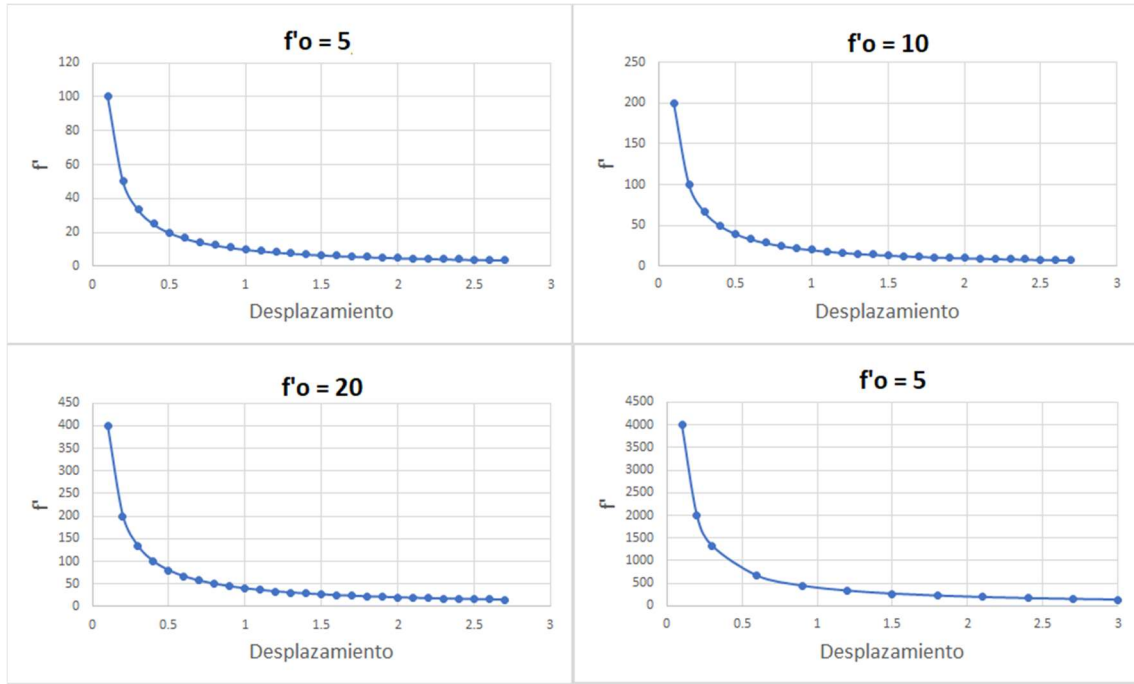 f'o = 5
120
100
80
60
40
20
0
f'
0 0.5 1 1.5 2 2.5 3
Desplazamiento
f'o = 10
250
200
150
100
50
0
f'
0 0.5 1 1.5 2 2.5 3
Desplazamiento
f'o = 20
450
400
350
300
250
200
150
100
50
0
f'
0 0.5 1 1.5 2 2.5 3
Desplazamiento
f'o = 5
4500
4000
3500
3000
2500
2000
1500
1000
500
0
f'
0 0.5 1 1.5 2 2.5 3
Desplazamiento